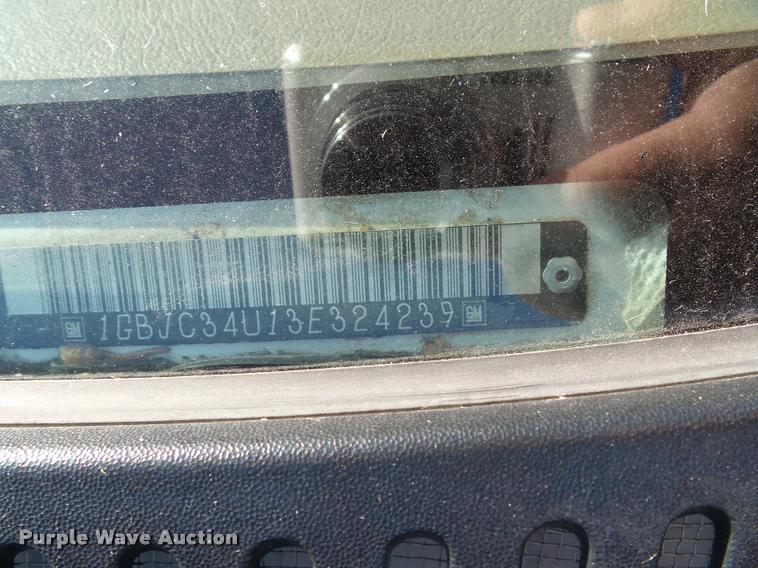 GM 1GBJC34U13E324239 GM
Purple Wave Auction